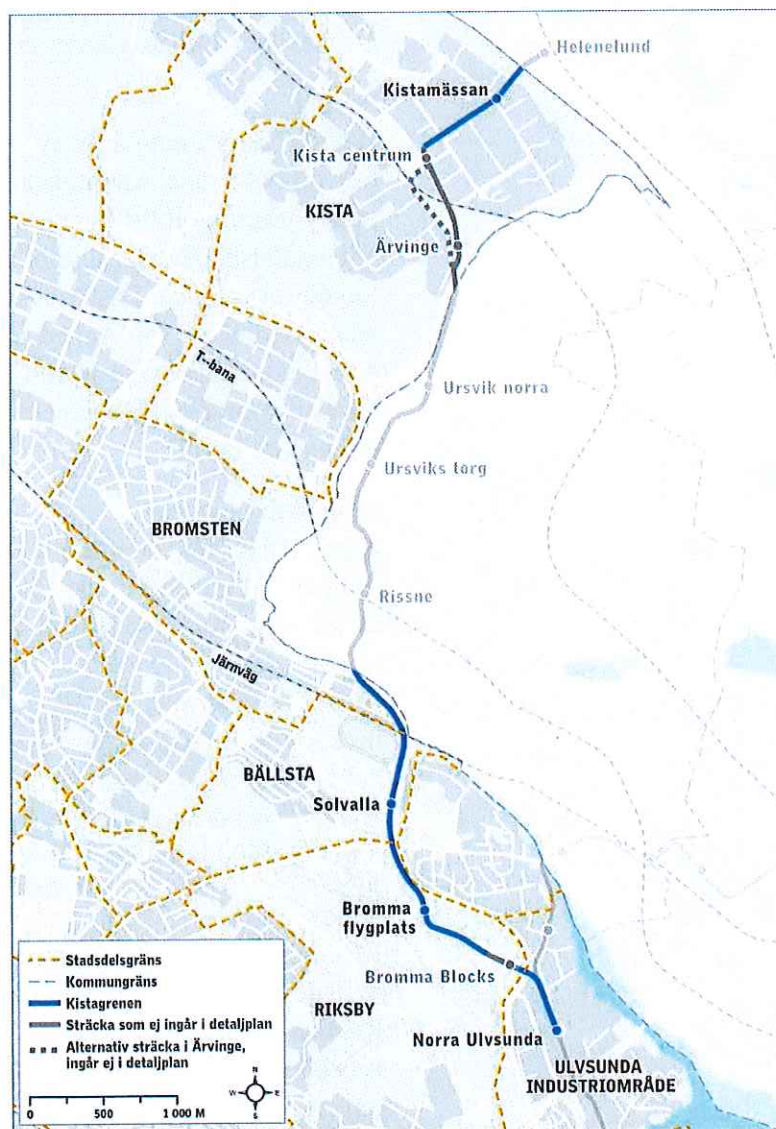 Helenelund
Kistamässan
Kista centrum
KISTA
Ärvinge
T--bana
Ursvik norra
Ursviks torg
BROMSTEN
Rissne
Järnväg
BÄLLSTA
Solvalla
Bromma
flygplats
Bromma Blocks
RIKSBY
Norra Ulvsunda
ULVSUNDA
INDUSTRIOMRÅDE
Stadsdelsgräns
Kommungräns
Kistagrenen
Sträcka som ej ingår i detaljplan
Alternativ sträcka i Ärvinge,
ingår ej i detaljplan
N
W E
S
0 500 1 000 M